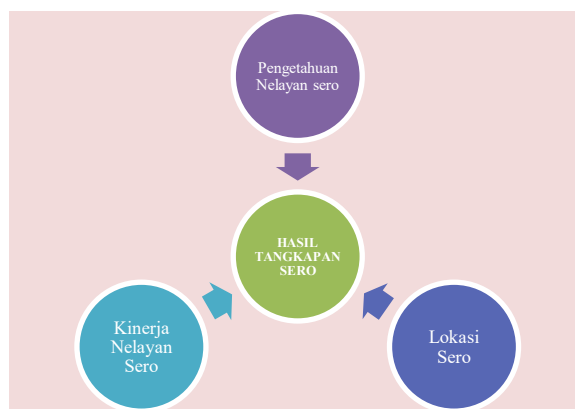 Pengetahuan
Nelayan sero
HASIL
TANGKAPAN
SERO
Kinerja
Nelayan
Sero
Lokasi
Sero